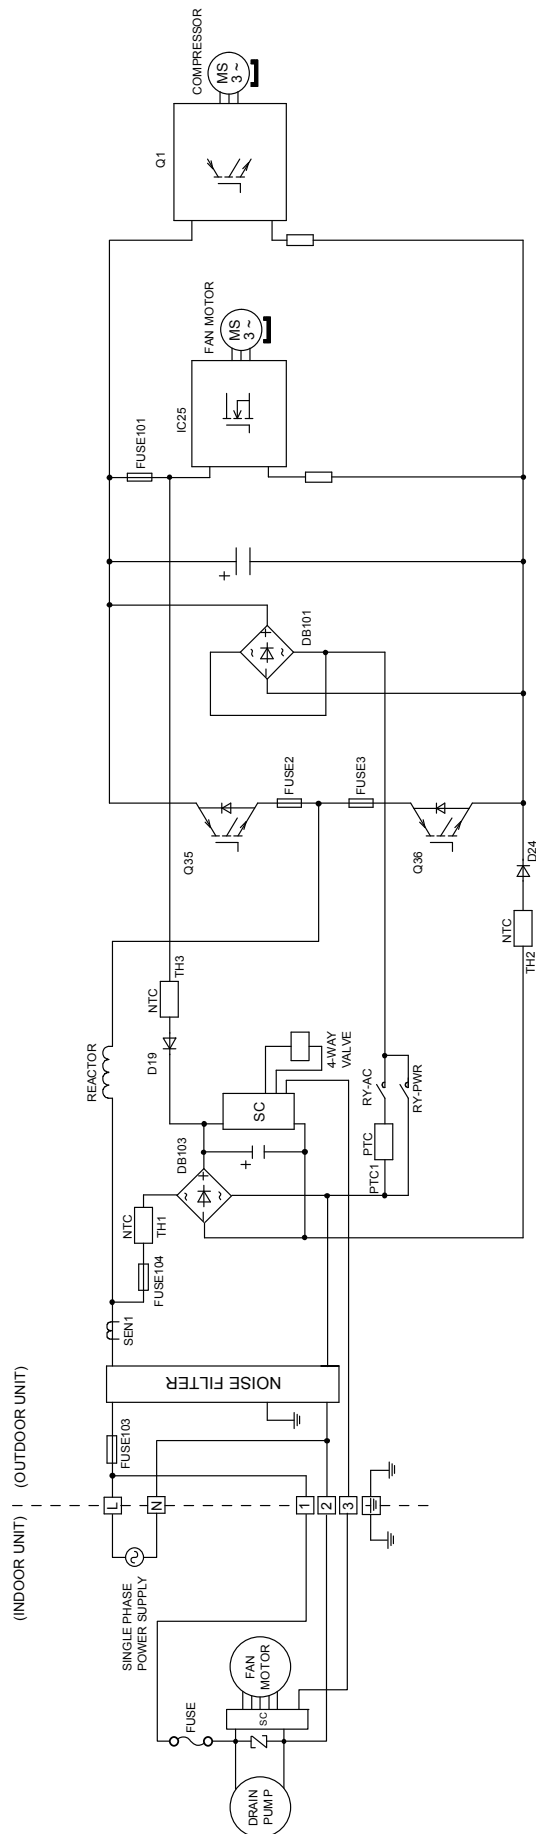 COMPRESSOR
MS
3 ~
Q1
FAN MOTOR
MS
3 ~
IC25
FUSE101
+
+
~
~
DB101
FUSE2
FUSE3
Q35
Q36
D24
NTC
TH2
NTC
TH3
D19
REACTOR
SC
4-WAY
VALVE
RY-AC
RY-PWR
PTC
PTC1
DB103
+
~
~
+
NTC
TH1
FUSE104
SEN1
NOISE FILTER
FUSE103
(OUTDOOR UNIT)
(INDOOR UNIT)
L
N
1
2
3
SINGLE PHASE
POWER SUPPLY
FUSE
FAN
MOTOR
SC
DRAIN
PUMP